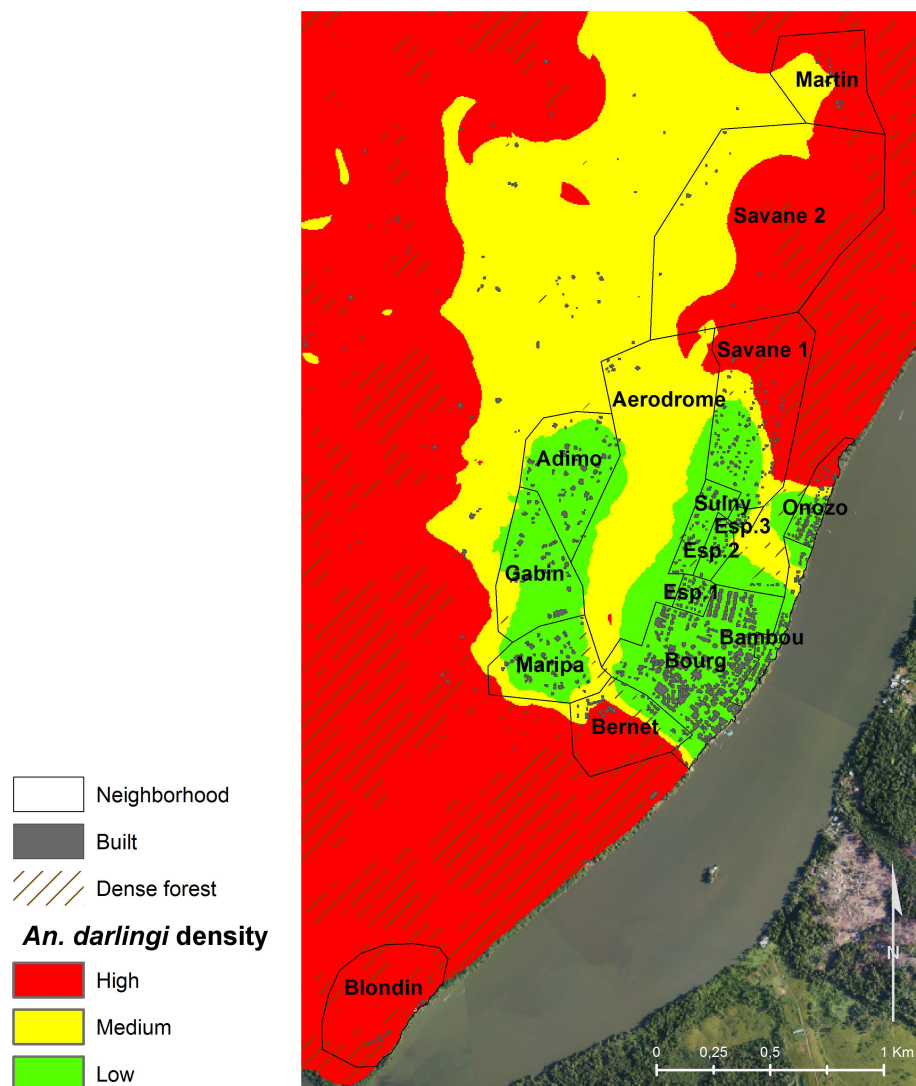 Martin
Savane 2
Savane 1
Aerodrome
Adimo
Sulny
Onozo
Esp.3
Esp.2
Gabin
Esp.1
Bambou
Maripa
Bourg
Bernet
Blondin
Neighborhood
Built
Dense forest
An. darlingi density
High
Medium
Low
N
0 0,25 0,5 1 Km